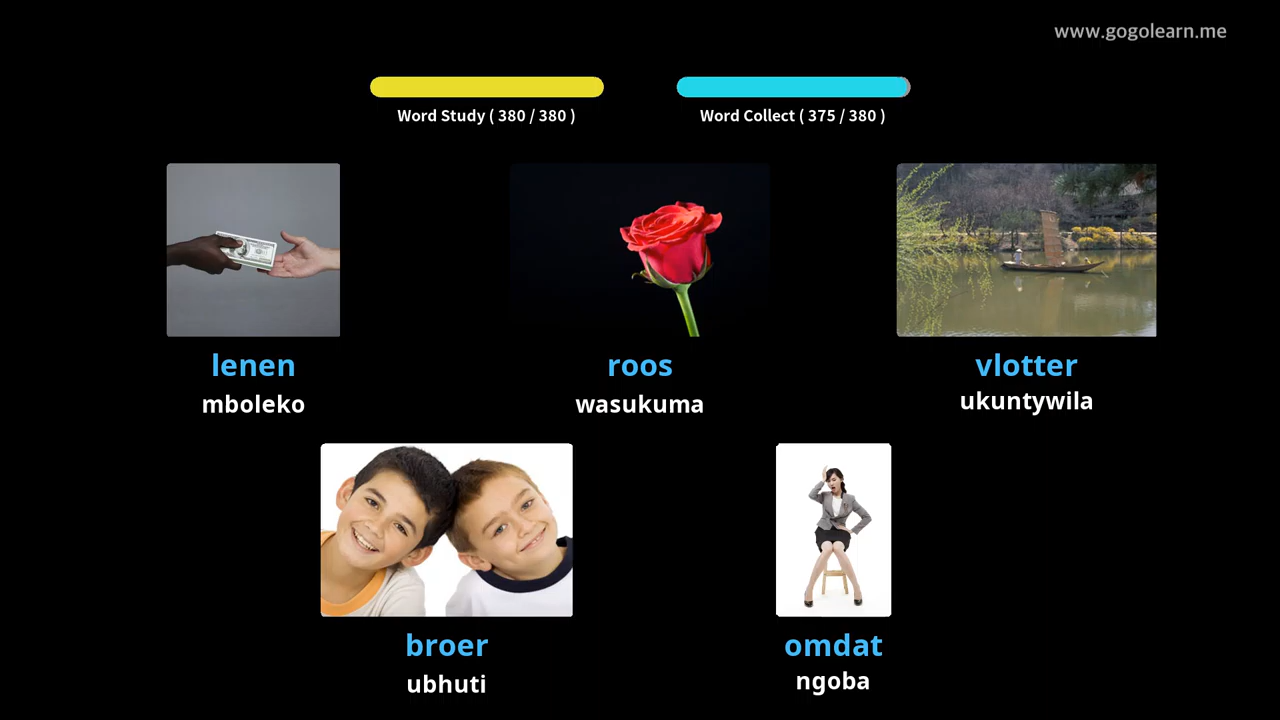 www.gogolearn.me
Word Study ( 380 / 380 )
Word Collect ( 375 / 380 )
lenen
mboleko
roos
wasukuma
vlotter
ukuntywila
broer
ubhuti
omdat
ngoba